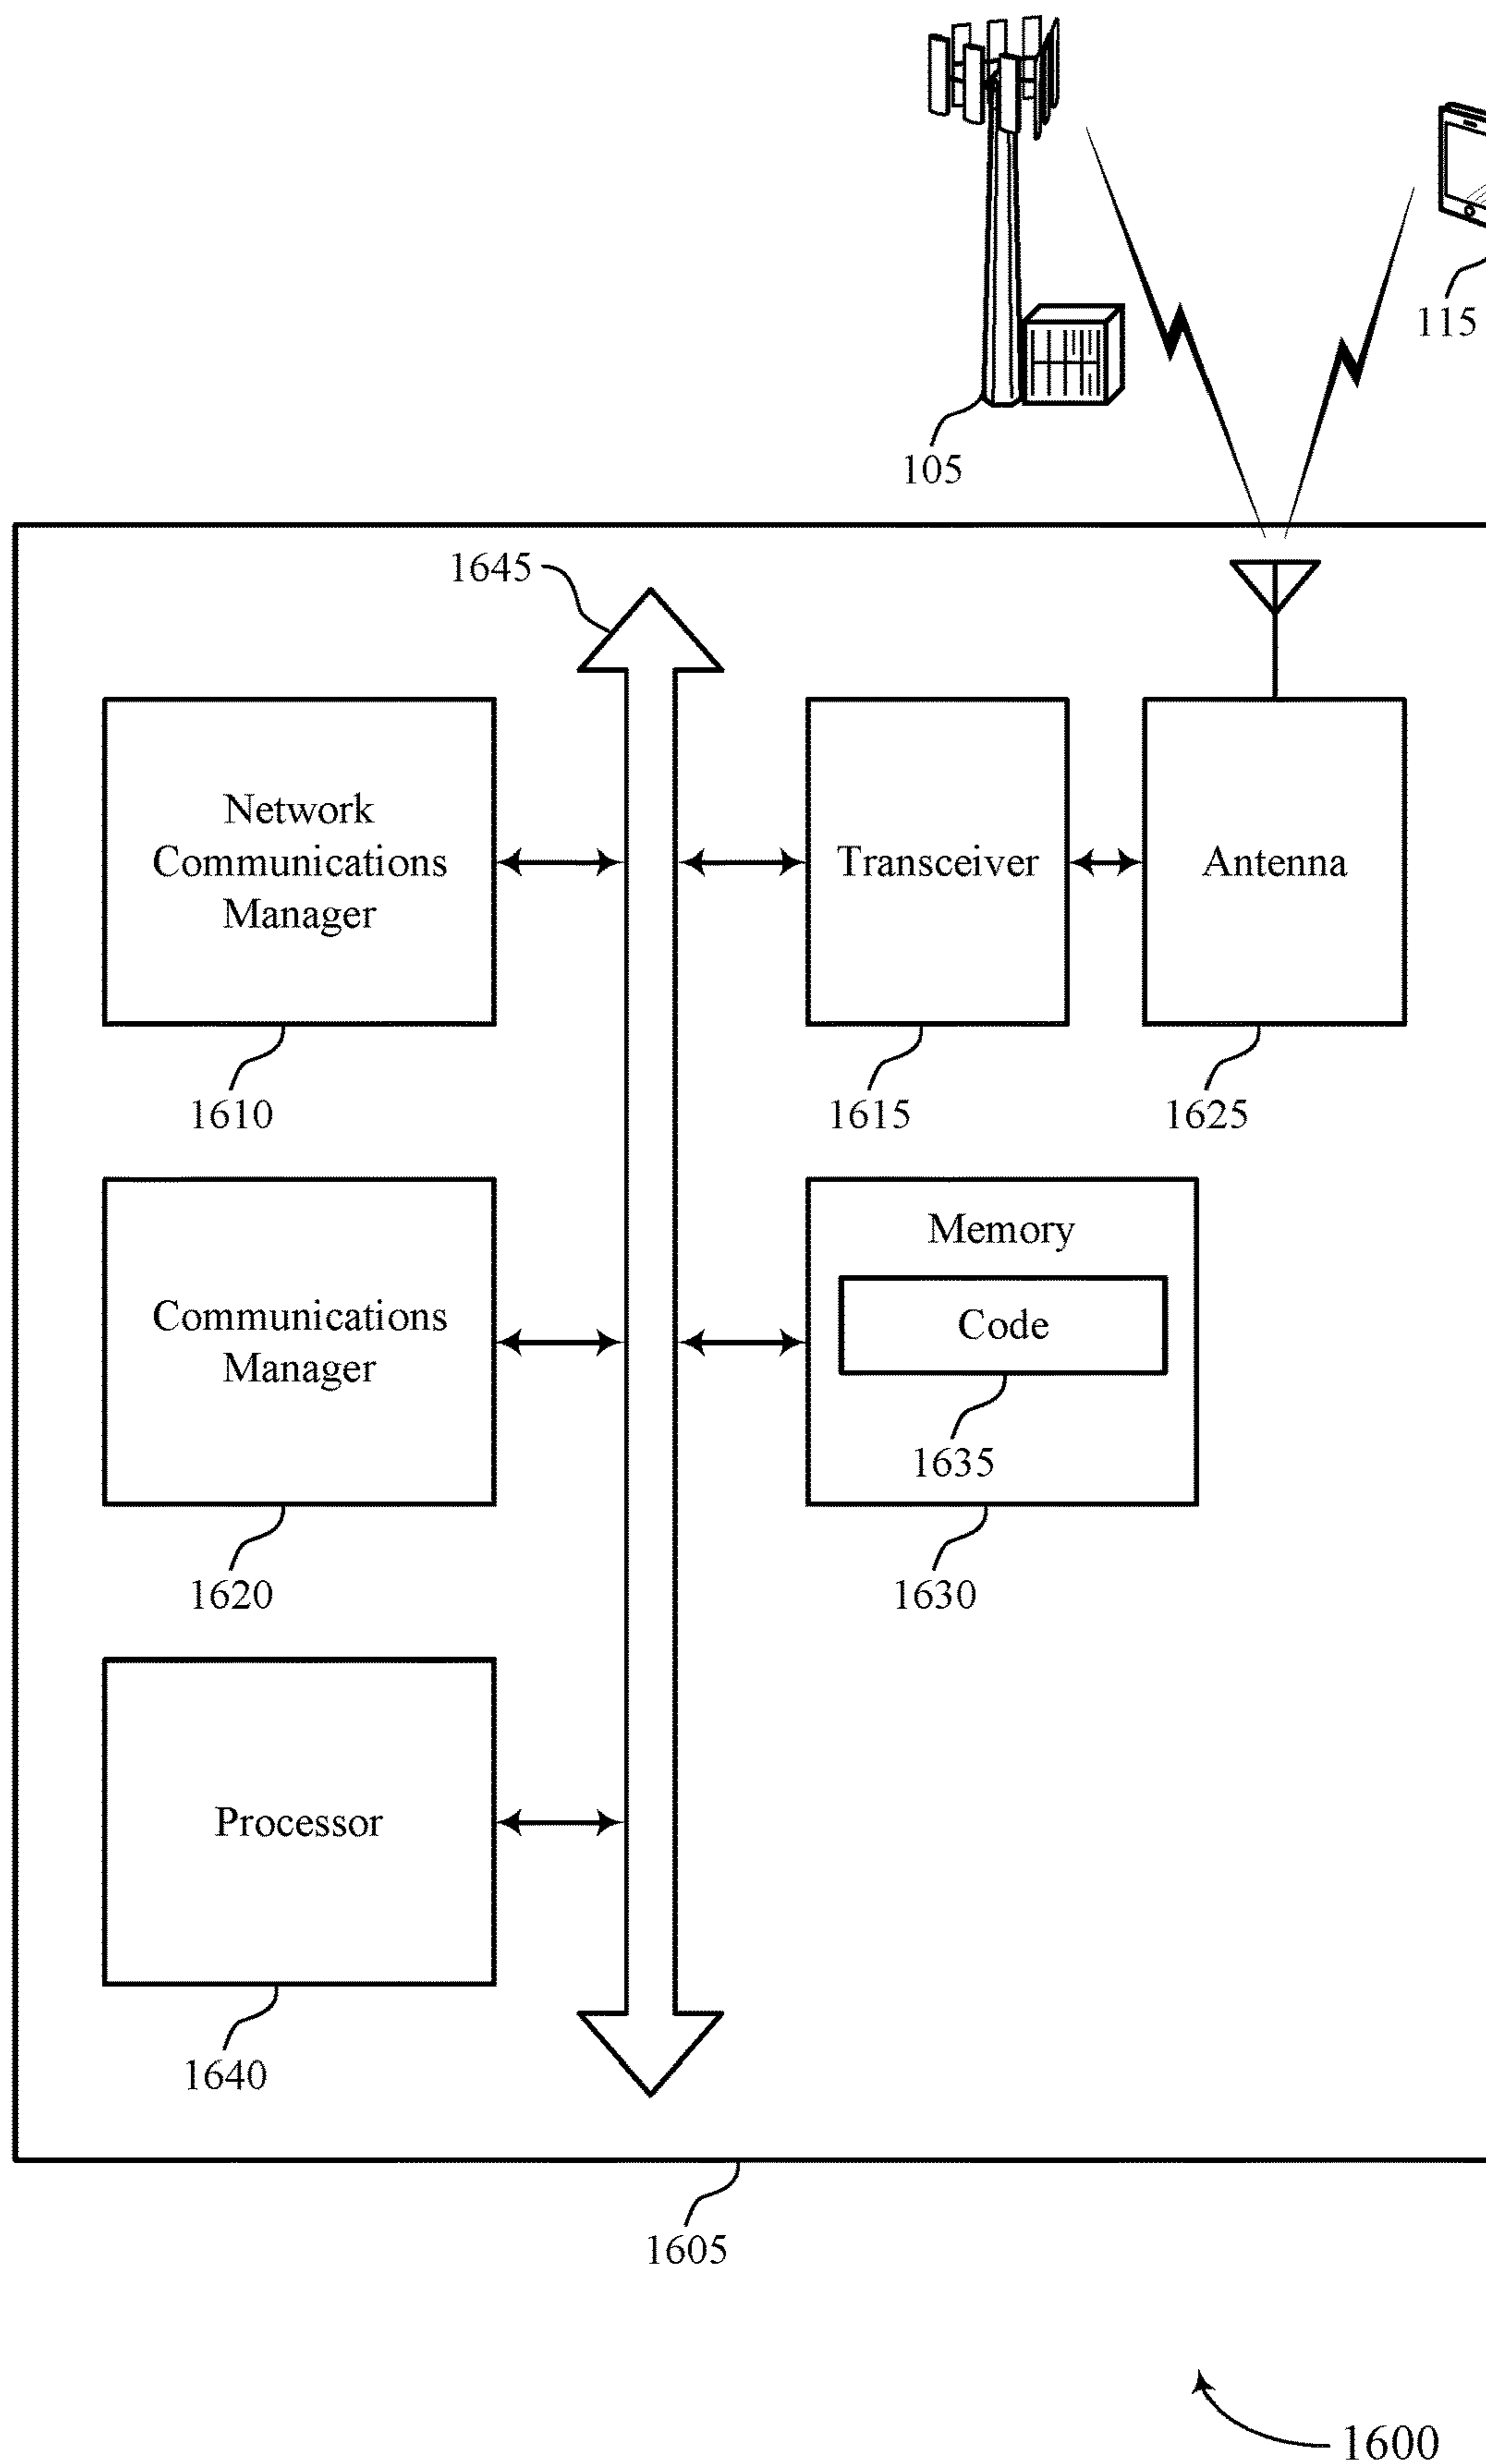 115
105
1645
Network
Communications
Manager
Transceiver
Antenna
1610
1615
1625
Communications
Manager
Memory
Code
1635
1620
1630
Processor
1640
1605
1600